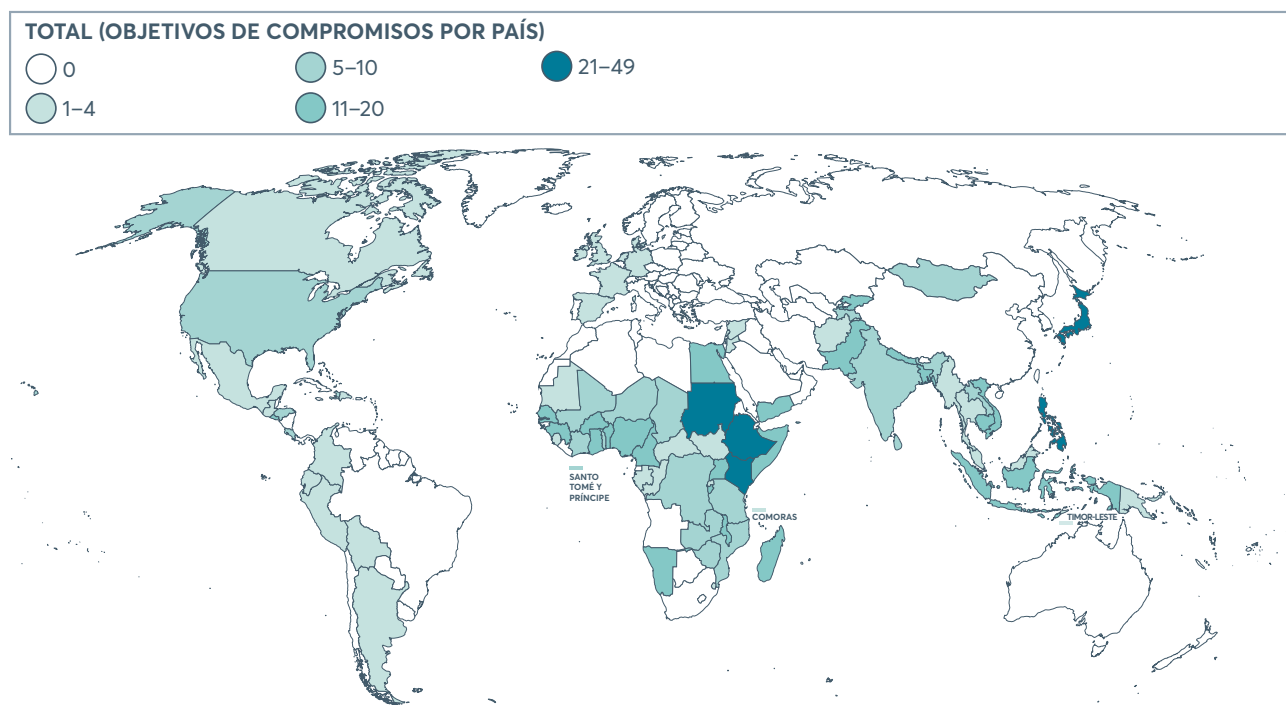 TOTAL (OBJETIVOS DE COMPROMISOS POR PAÍS)
0
5–10
21–49
1–4
11–20
SANTO
TOMÉ Y
PRÍNCIPE
COMORAS
TIMOR-LESTE